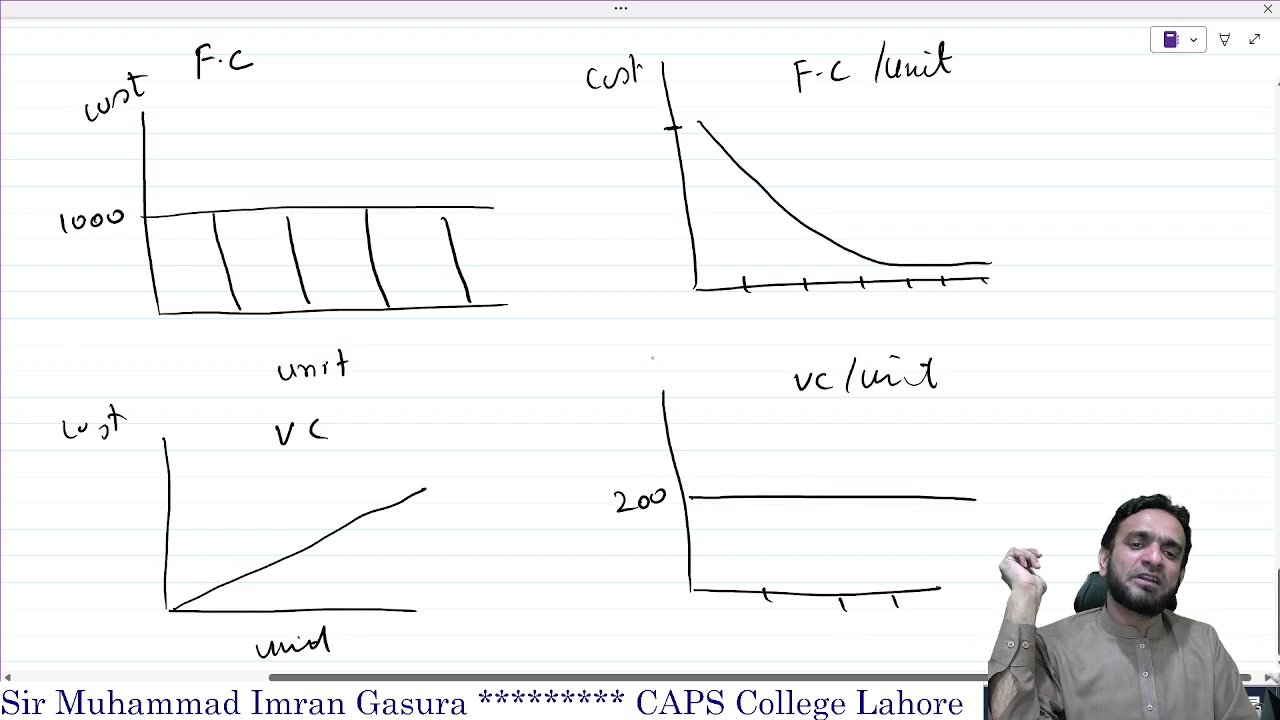 F.C
cost
1000
unit
cost
F.C /unit
cost
VC
unit
VC/unit
200
Sir Muhammad Imran Gasura ********* CAPS College Lahore